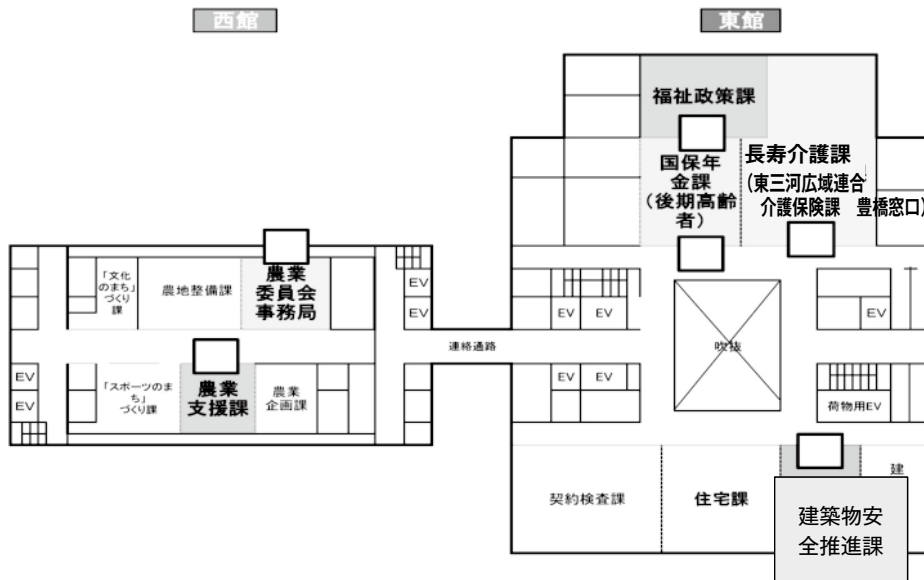 西館
東館
福祉政策課
国保年
金課
(後期高齢
者)
長寿介護課
(東三河広域連合
介護保険課 豊橋窓口)
「文化
のまち」
づくり
課
農地整備課
農業
委員会
事務局
EV
EV
EV
EV
EV
連絡通路
吹抜
EV
EV
「スポーツのま
ち」
づくり課
農業
支援課
農業
企画課
EV
EV
荷物用EV
契約検査課
住宅課
建
建築物安
全推進課